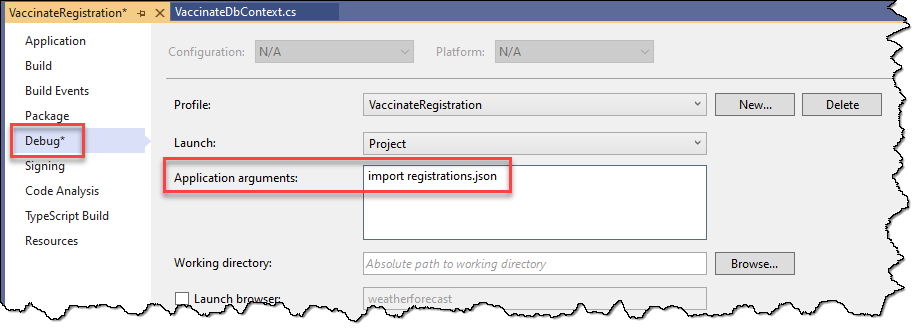 VaccinateRegistration* VaccinateDbContext.cs
Application
Build
Build Events
Package
Debug*
Signing
Code Analysis
TypeScript Build
Resources
Configuration: N/A Platform: N/A
Profile: VaccinateRegistration New... Delete
Launch: Project
Application arguments: import registrations.json
Working directory: Absolute path to working directory Browse...
Launch browser: weatherforecast